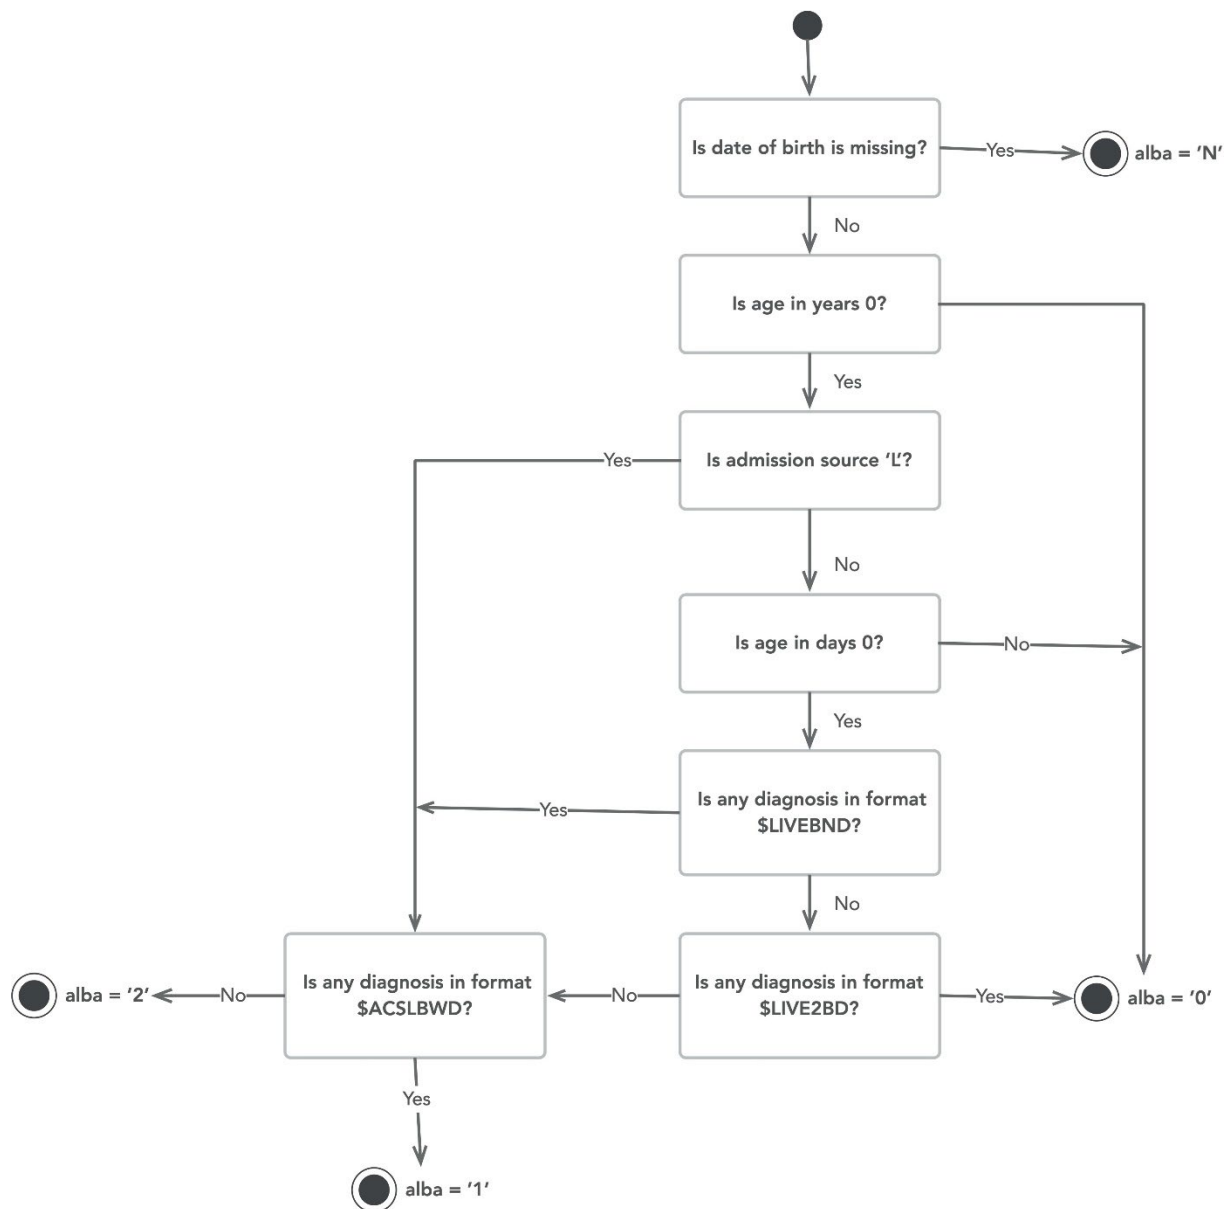 Is date of birth is missing?
Yes
alba = 'N'
No
Is age in years 0?
Yes
Is admission source 'L'?
Yes
No
Is age in days 0?
No
Yes
Is any diagnosis in format
$LIVEBND?
Yes
No
Is any diagnosis in format
$LIVE2BD?
Yes
alba = '0'
No
Is any diagnosis in format
$ACSLBWD?
No
alba = '2'
Yes
alba = '1'